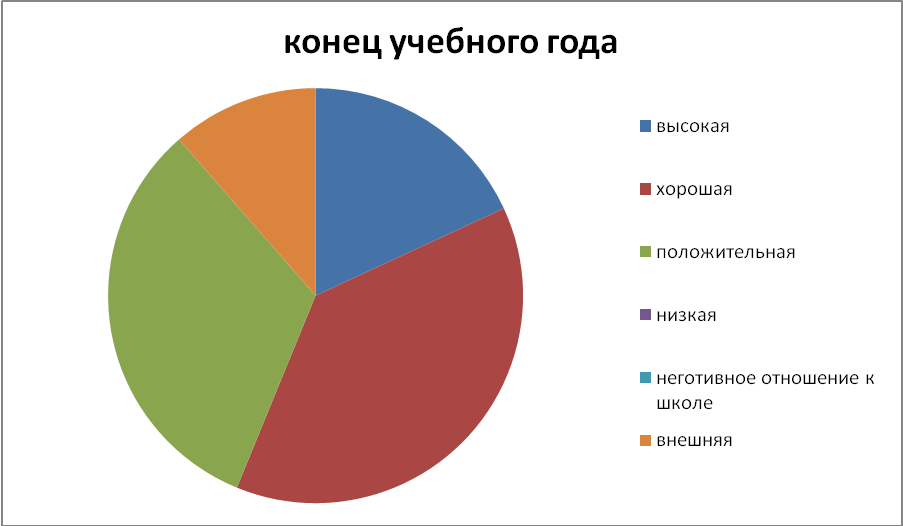 конец учебного года
высокая
хорошая
положительная
низкая
неготивное отношение к
школе
внешняя